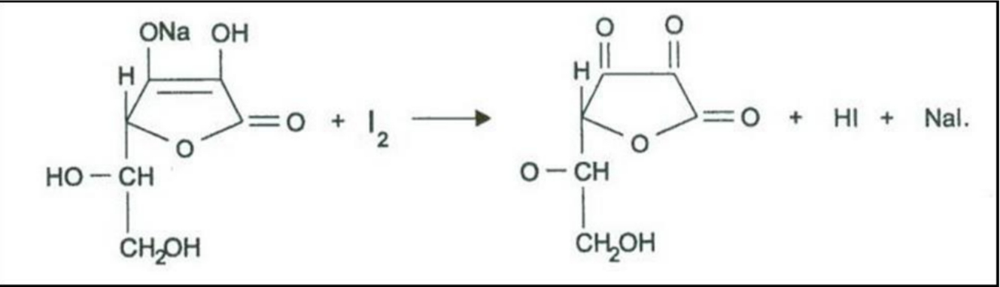 ONa OH O O
H H
=O + I2 → =O + HI + NaI.
O O
HO–CH O–CH
CH2OH CH2OH